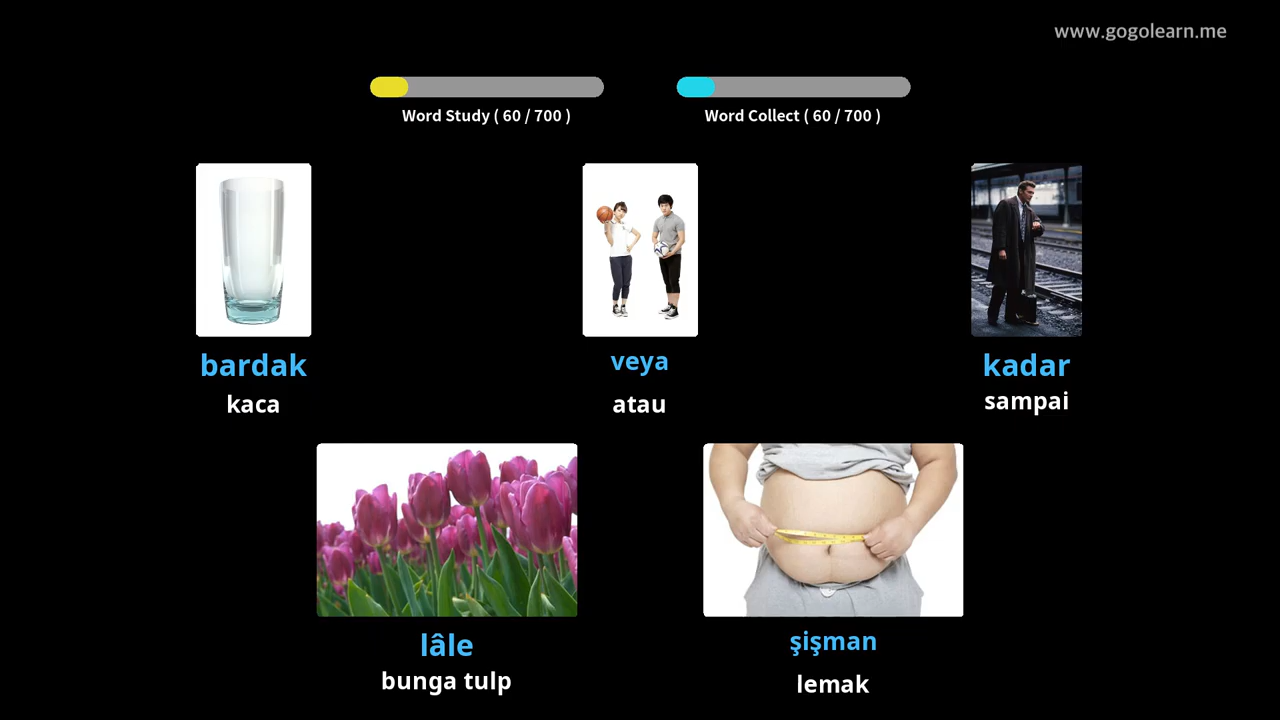 www.gogolearn.me
Word Study ( 60 / 700 )
Word Collect ( 60 / 700 )
bardak
kaca
veya
atau
kadar
sampai
lâle
bunga tulp
şişman
lemak